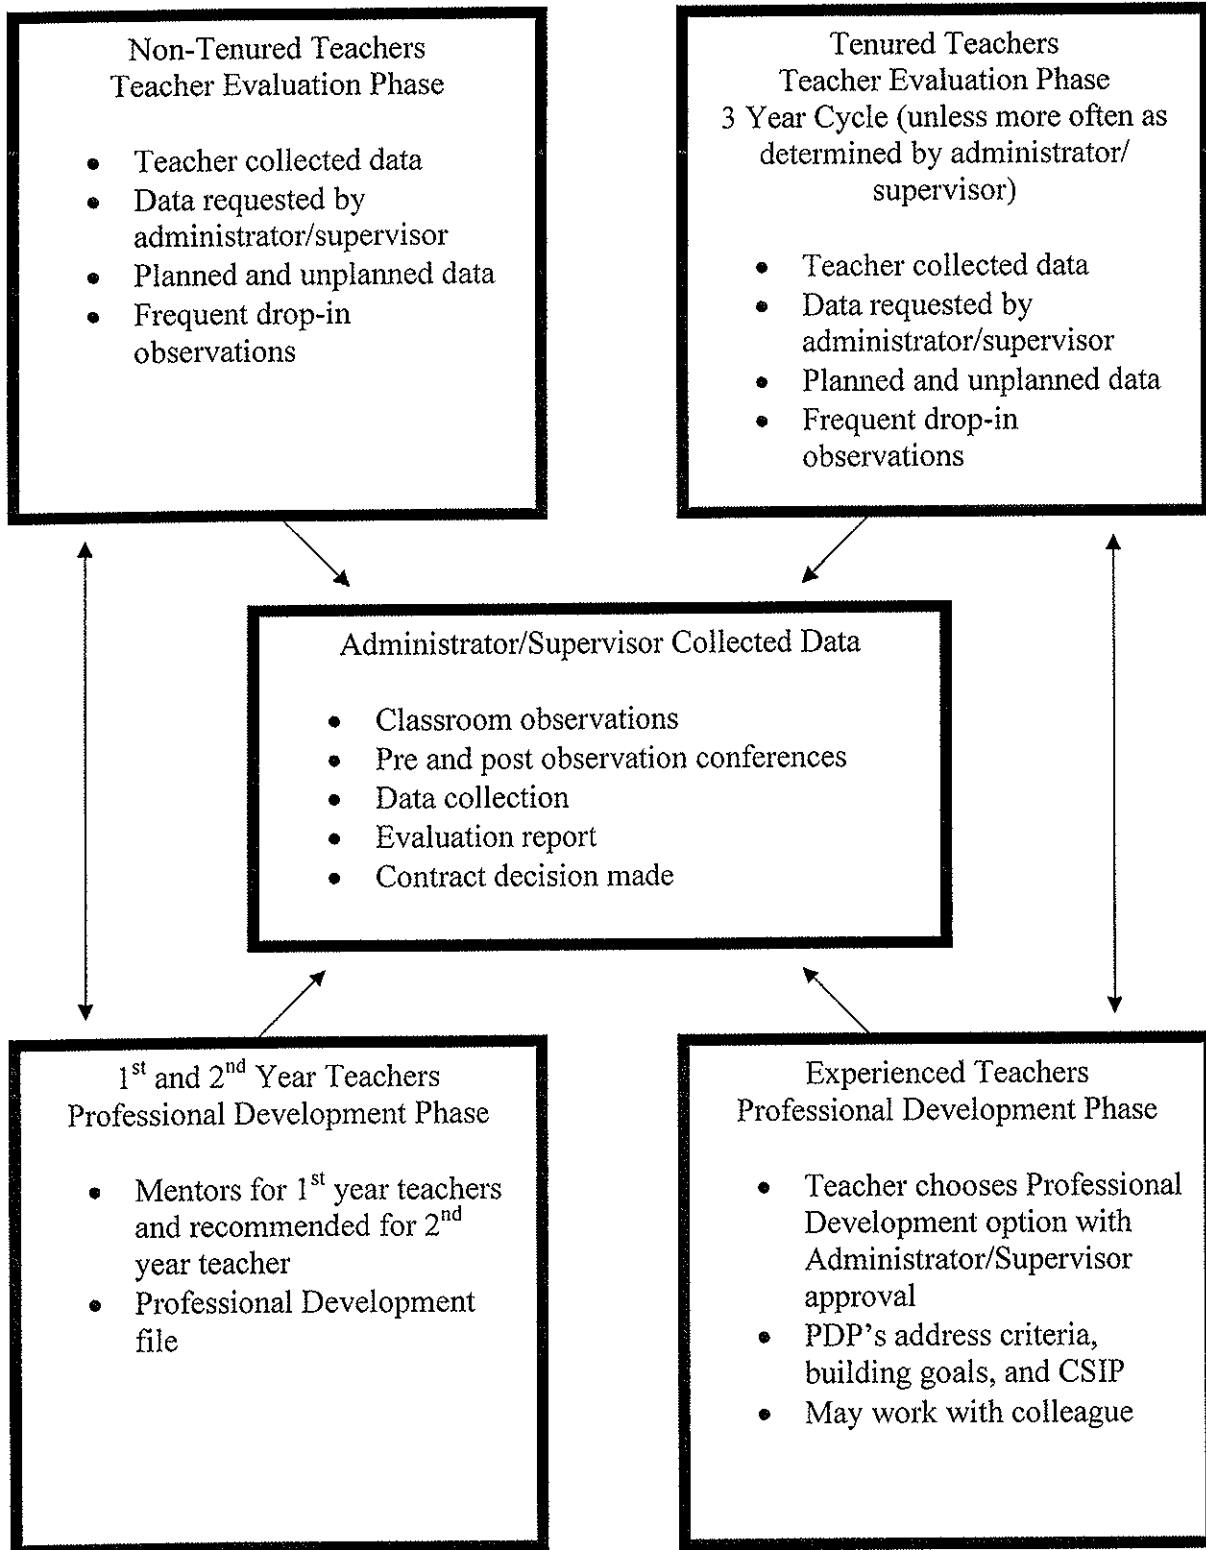 Non-Tenured Teachers
Teacher Evaluation Phase
• Teacher collected data
• Data requested by
administrator/supervisor
• Planned and unplanned data
• Frequent drop-in
observations
Tenured Teachers
Teacher Evaluation Phase
3 Year Cycle (unless more often as
determined by administrator/
supervisor)
• Teacher collected data
• Data requested by
administrator/supervisor
• Planned and unplanned data
• Frequent drop-in
observations
Administrator/Supervisor Collected Data
• Classroom observations
• Pre and post observation conferences
• Data collection
• Evaluation report
• Contract decision made
1st and 2nd Year Teachers
Professional Development Phase
• Mentors for 1st year teachers
and recommended for 2nd
year teacher
• Professional Development
file
Experienced Teachers
Professional Development Phase
• Teacher chooses Professional
Development option with
Administrator/Supervisor
approval
• PDP's address criteria,
building goals, and CSIP
• May work with colleague